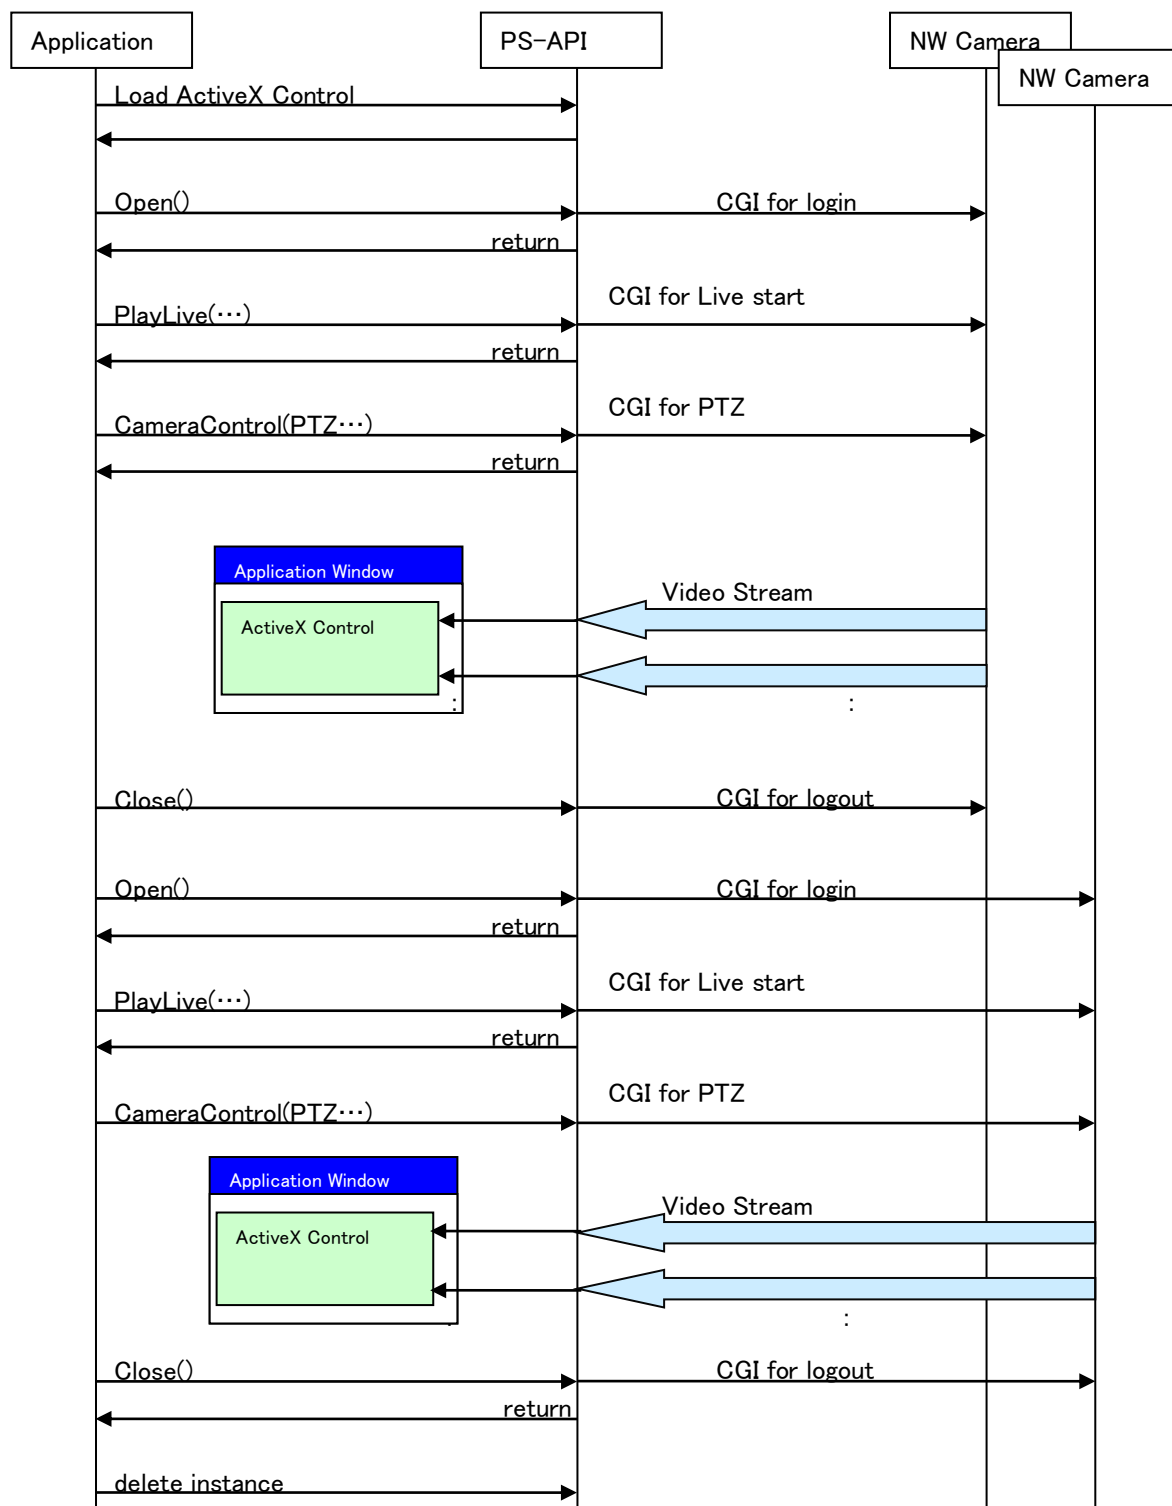 Application
PS-API
NW Camera
NW Camera
Load ActiveX Control
Open()
CGI for login
return
CGI for Live start
PlayLive(…)
return
CGI for PTZ
CameraControl(PTZ…)
return
Application Window
Video Stream
ActiveX Control
:
:
Close()
CGI for logout
Open()
CGI for login
return
CGI for Live start
PlayLive(…)
return
CGI for PTZ
CameraControl(PTZ…)
Application Window
Video Stream
ActiveX Control
:
:
Close()
CGI for logout
return
delete instance